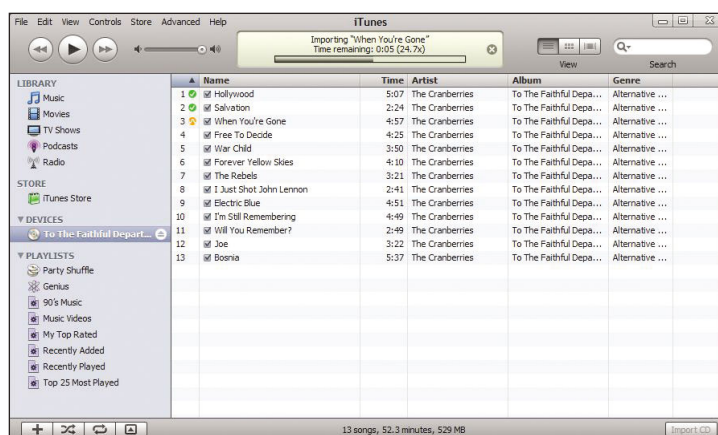 File Edit View Controls Store Advanced Help
iTunes
Importing "When You're Gone"
Time remaining: 0:05 (24.7x)
View
Search
LIBRARY
Music
Movies
TV Shows
Podcasts
Radio
STORE
iTunes Store
DEVICES
To The Faithful Depart...
PLAYLISTS
Party Shuffle
Genius
90's Music
Music Videos
My Top Rated
Recently Added
Recently Played
Top 25 Most Played
Name Time Artist Album Genre
1 Hollywood 5:07 The Cranberries To The Faithful Depa... Alternative ...
2 Salvation 2:24 The Cranberries To The Faithful Depa... Alternative ...
3 When You're Gone 4:57 The Cranberries To The Faithful Depa... Alternative ...
4 Free To Decide 4:25 The Cranberries To The Faithful Depa... Alternative ...
5 War Child 3:50 The Cranberries To The Faithful Depa... Alternative ...
6 Forever Yellow Skies 4:10 The Cranberries To The Faithful Depa... Alternative ...
7 The Rebels 3:21 The Cranberries To The Faithful Depa... Alternative ...
8 I Just Shot John Lennon 2:41 The Cranberries To The Faithful Depa... Alternative ...
9 Electric Blue 4:51 The Cranberries To The Faithful Depa... Alternative ...
10 I'm Still Remembering 4:49 The Cranberries To The Faithful Depa... Alternative ...
11 Will You Remember? 2:49 The Cranberries To The Faithful Depa... Alternative ...
12 Joe 3:22 The Cranberries To The Faithful Depa... Alternative ...
13 Bosnia 5:37 The Cranberries To The Faithful Depa... Alternative ...
13 songs, 52.3 minutes, 529 MB
Import CD